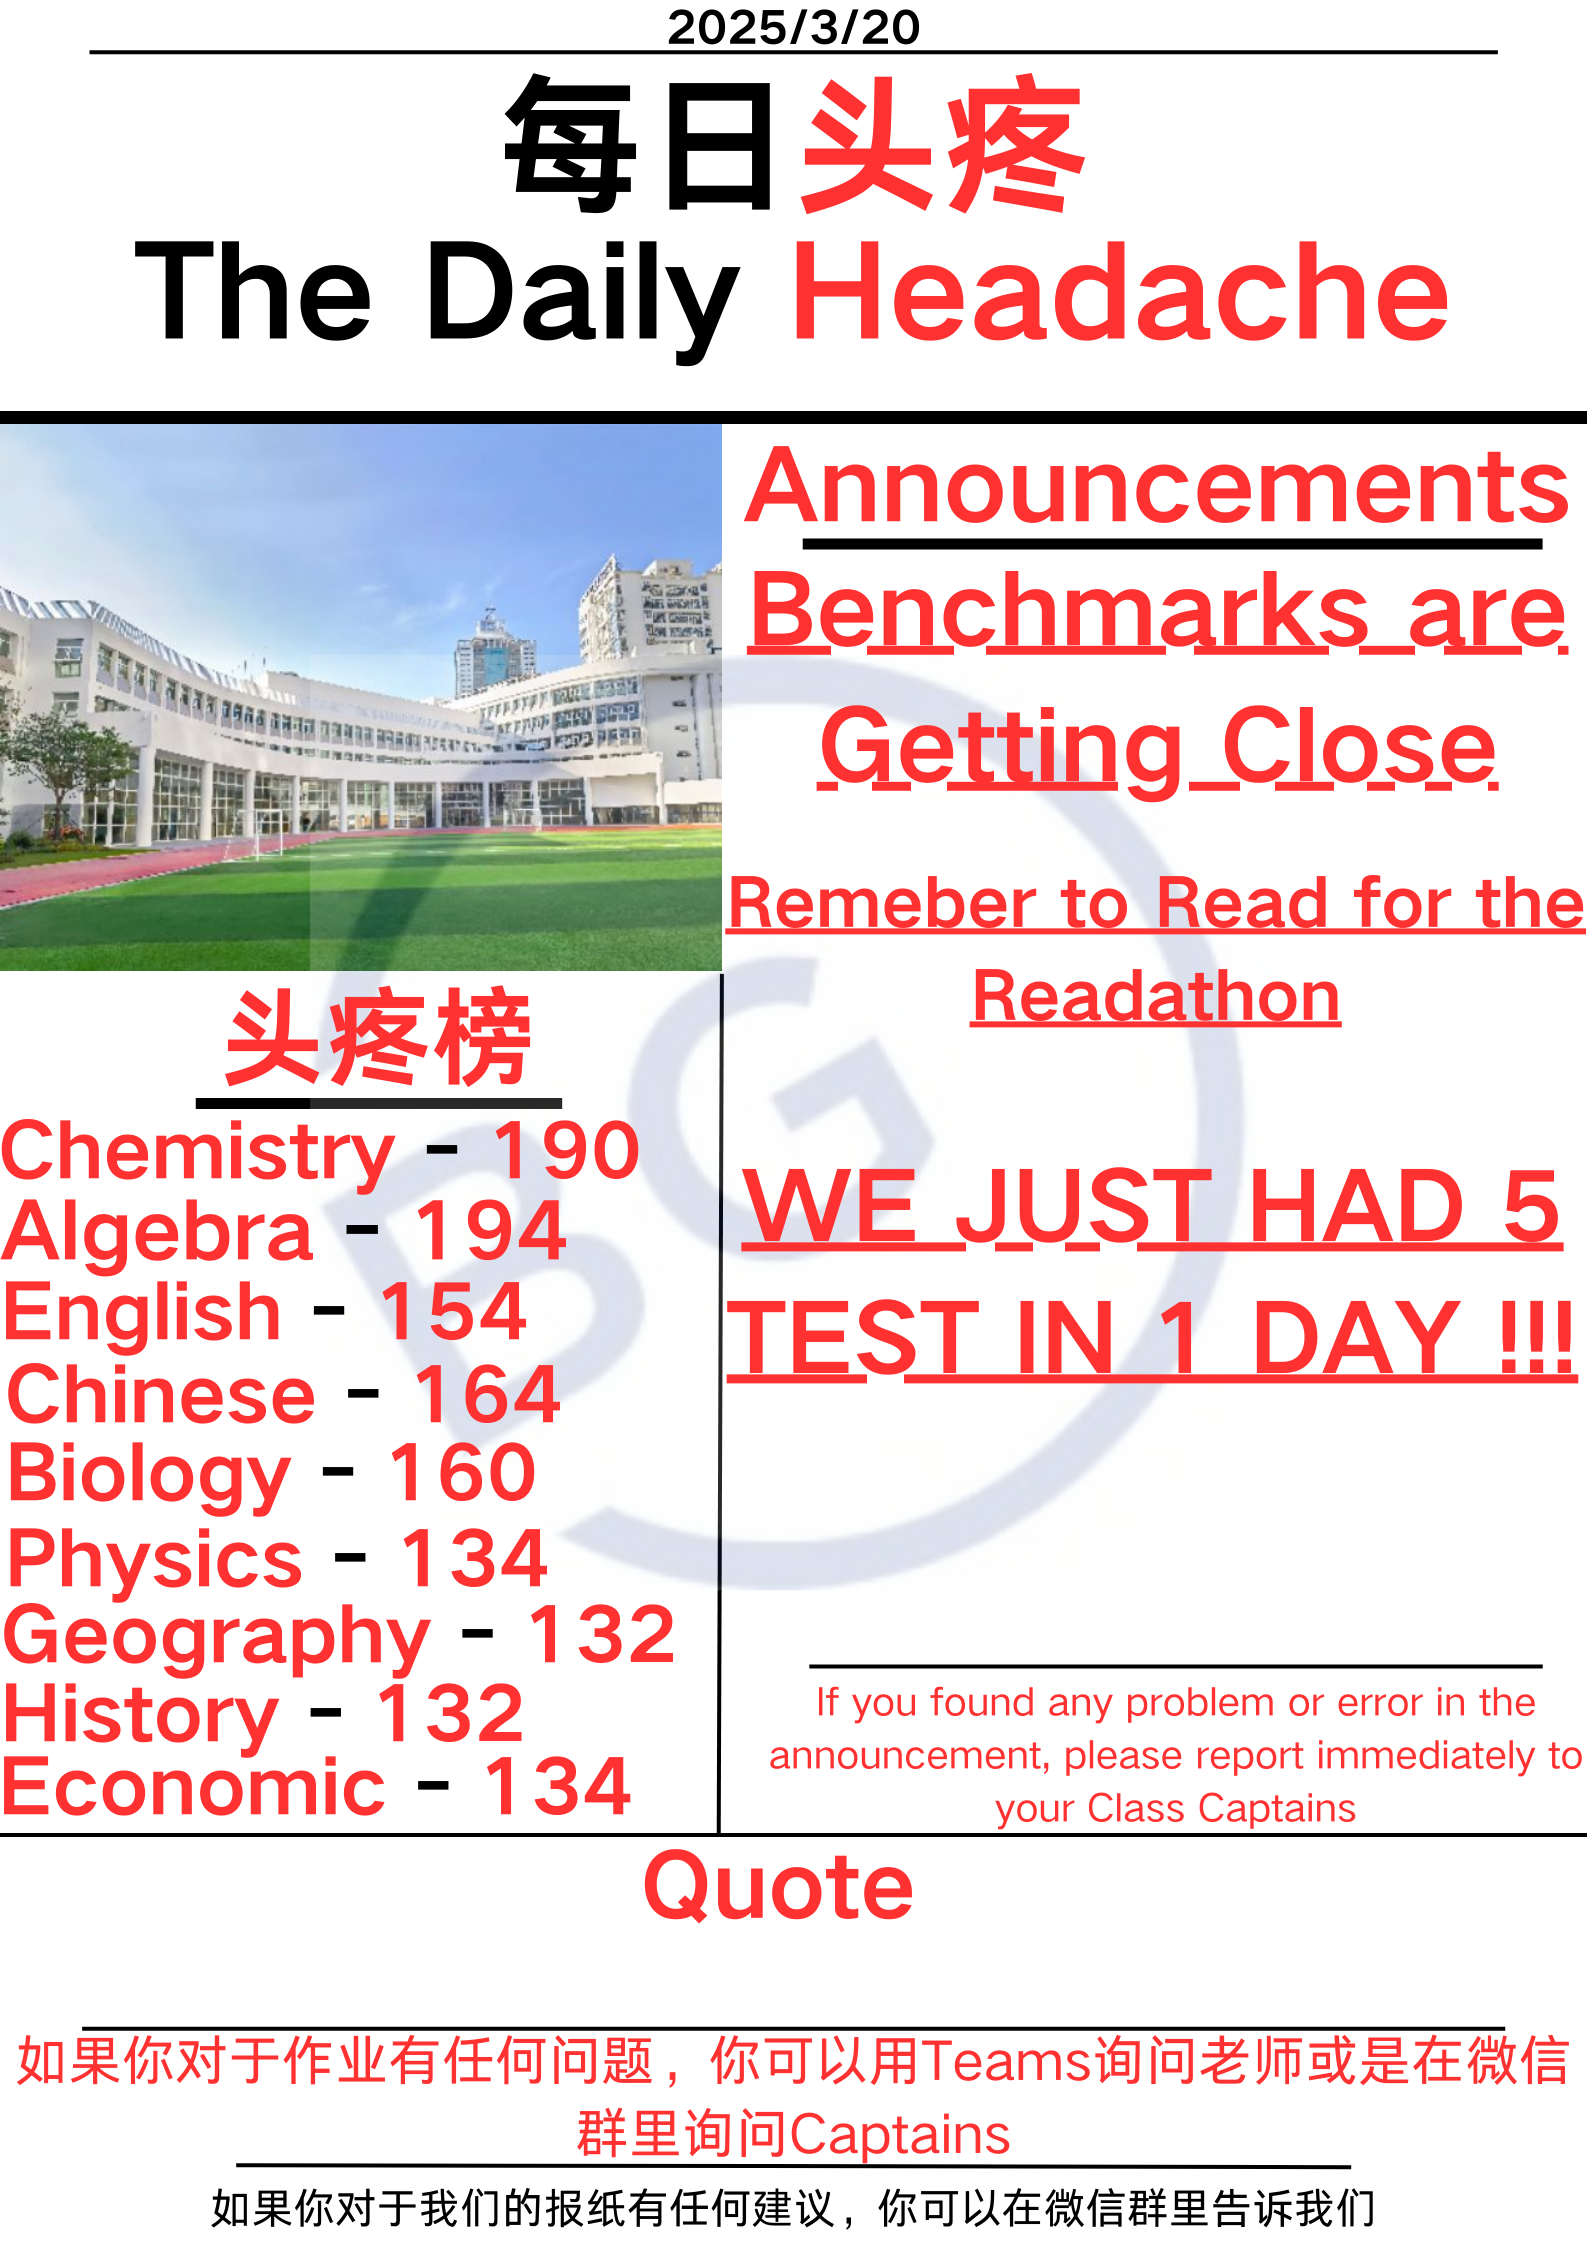 2025/3/20
每日头疼
The Daily Headache
Announcements
Benchmarks are
Getting Close
Remeber to Read for the
Readathon
WE JUST HAD 5
TEST IN 1 DAY !!!
If you found any problem or error in the
announcement, please report immediately to
your Class Captains
头疼榜
Chemistry - 190
Algebra - 194
English - 154
Chinese - 164
Biology - 160
Physics - 134
Geography - 132
History - 132
Economic - 134
BG
Quote
如果你对于作业有任何问题，你可以用Teams询问老师或是在微信
群里询问Captains
如果你对于我们的报纸有任何建议，你可以在微信群里告诉我们